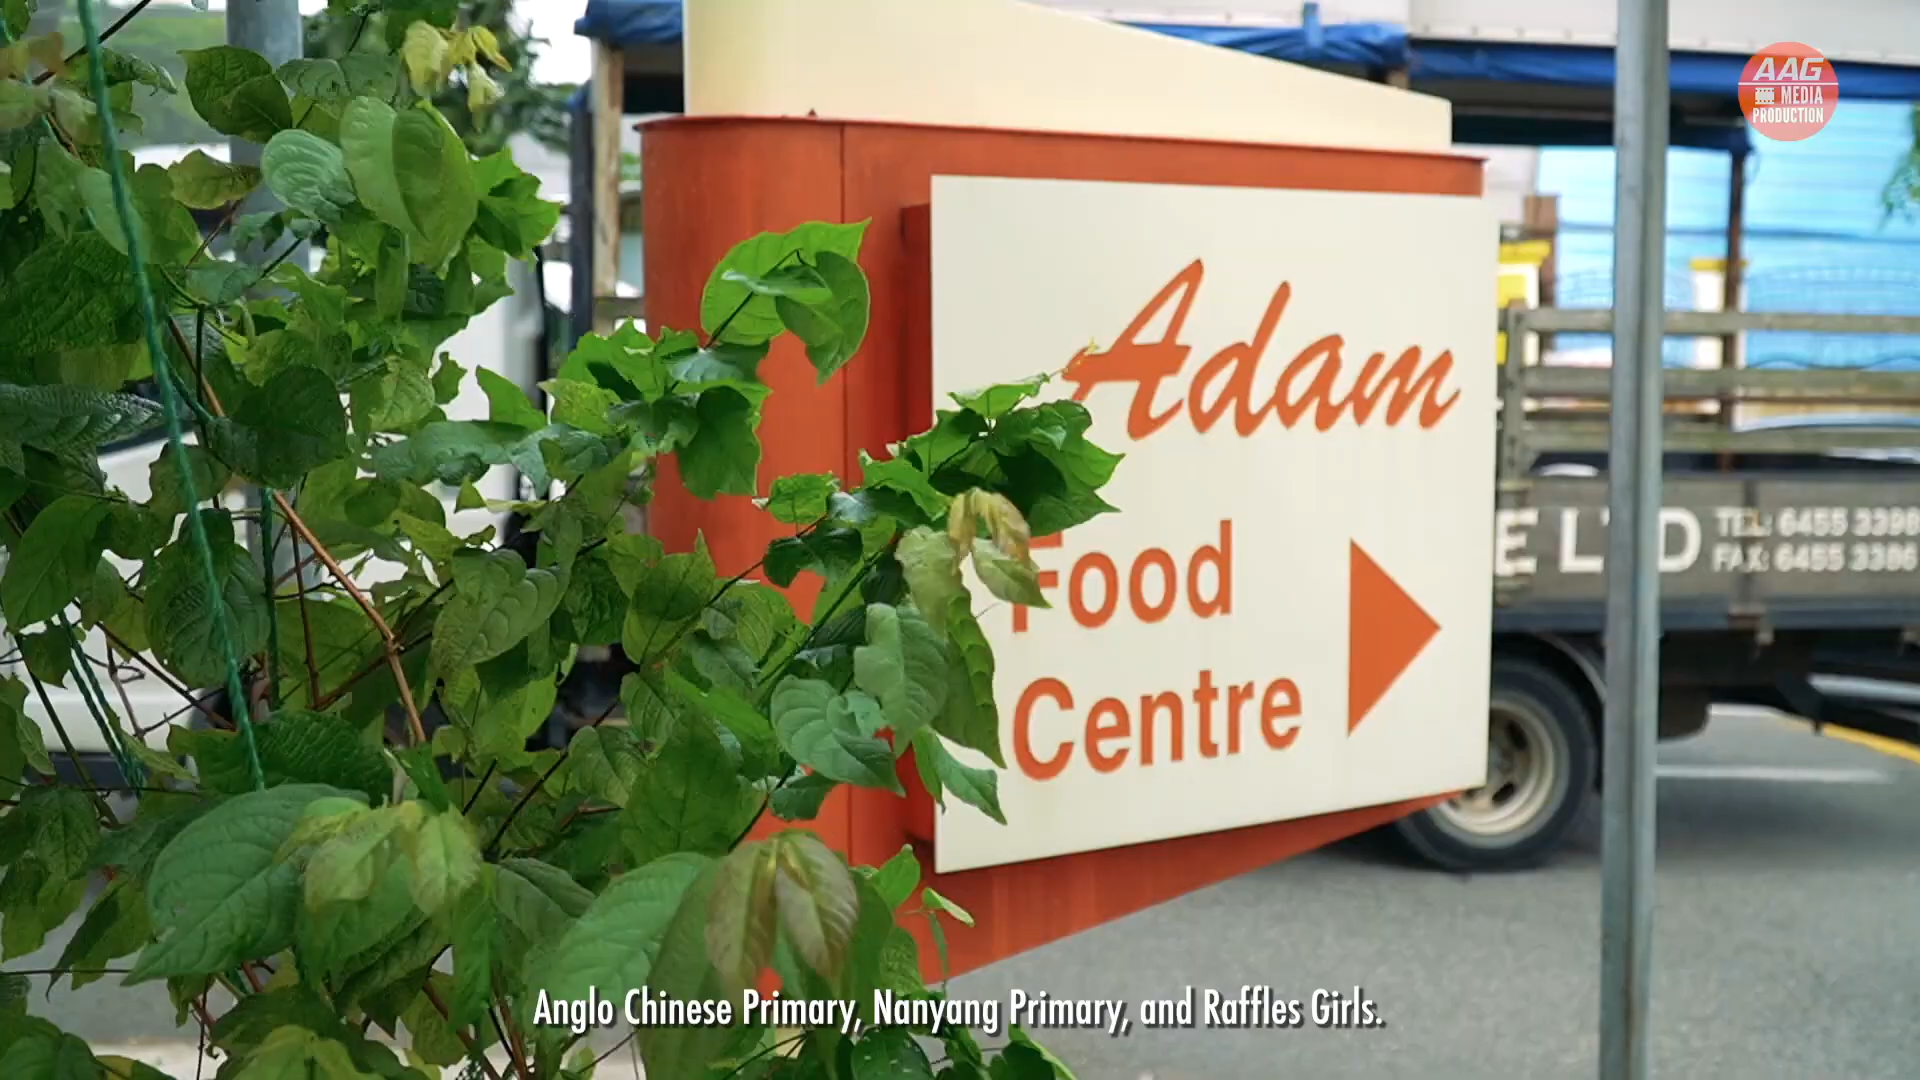 AAG
MEDIA
PRODUCTION
Adam
Food
Centre
E LTD
TEL: 6455 3398
FAX: 6455 3386
Anglo Chinese Primary, Nanyang Primary, and Raffles Girls.